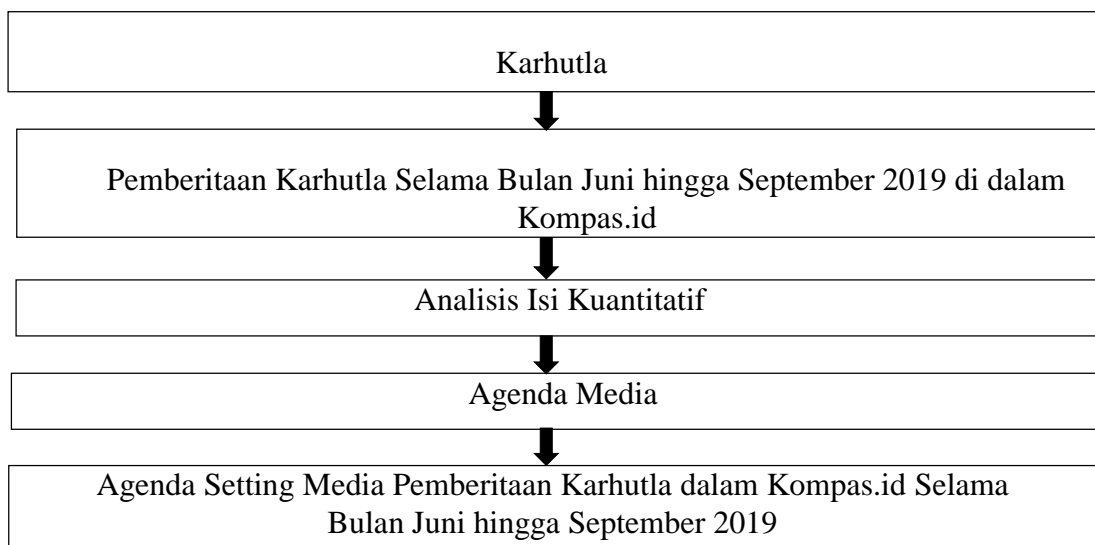 Karhutla
Pemberitaan Karhutla Selama Bulan Juni hingga September 2019 di dalam
Kompas.id
Analisis Isi Kuantitatif
Agenda Media
Agenda Setting Media Pemberitaan Karhutla dalam Kompas.id Selama
Bulan Juni hingga September 2019